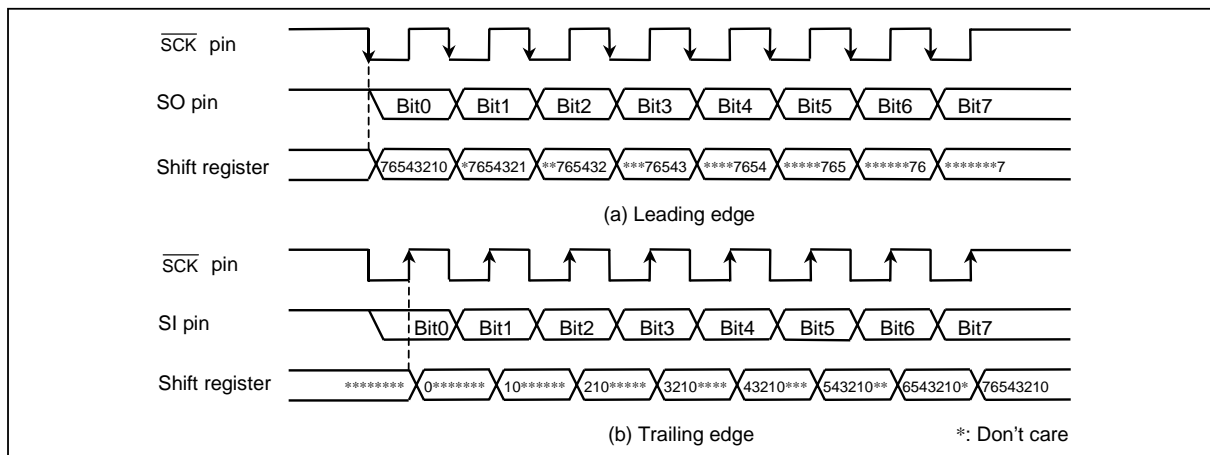 SCK pin
SO pin Bit0 Bit1 Bit2 Bit3 Bit4 Bit5 Bit6 Bit7
Shift register 76543210 *7654321 **765432 ***76543 ****7654 *****765 ******76 *******7
(a) Leading edge
SCK pin
SI pin Bit0 Bit1 Bit2 Bit3 Bit4 Bit5 Bit6 Bit7
Shift register ******** 0******* 10****** 210***** 3210**** 43210*** 543210** 6543210* 76543210
(b) Trailing edge *: Don't care